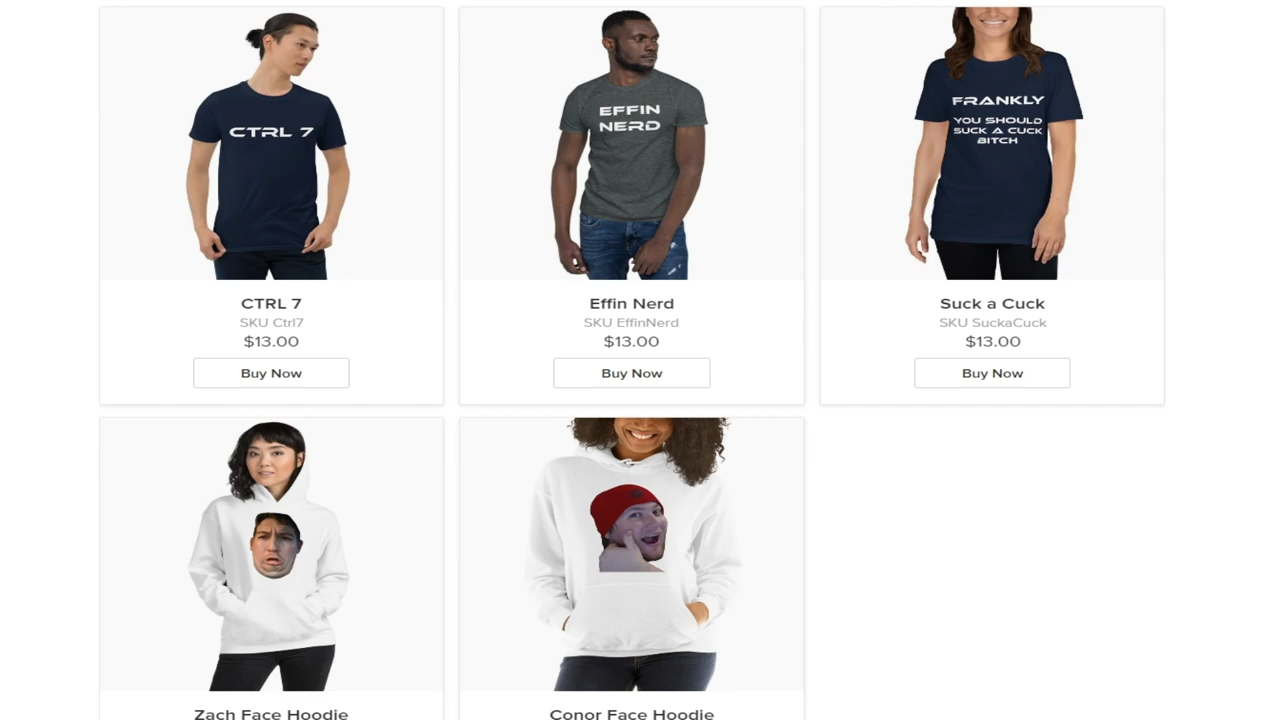 CTRL 7
EFFIN
NERD
FRANKLY
YOU SHOULD
SUCK A CUCK
BITCH
CTRL 7
SKU Ctrl7
$13.00
Buy Now
Effin Nerd
SKU EffinNerd
$13.00
Buy Now
Suck a Cuck
SKU SuckaCuck
$13.00
Buy Now
Zach Face Hoodie
Conor Face Hoodie